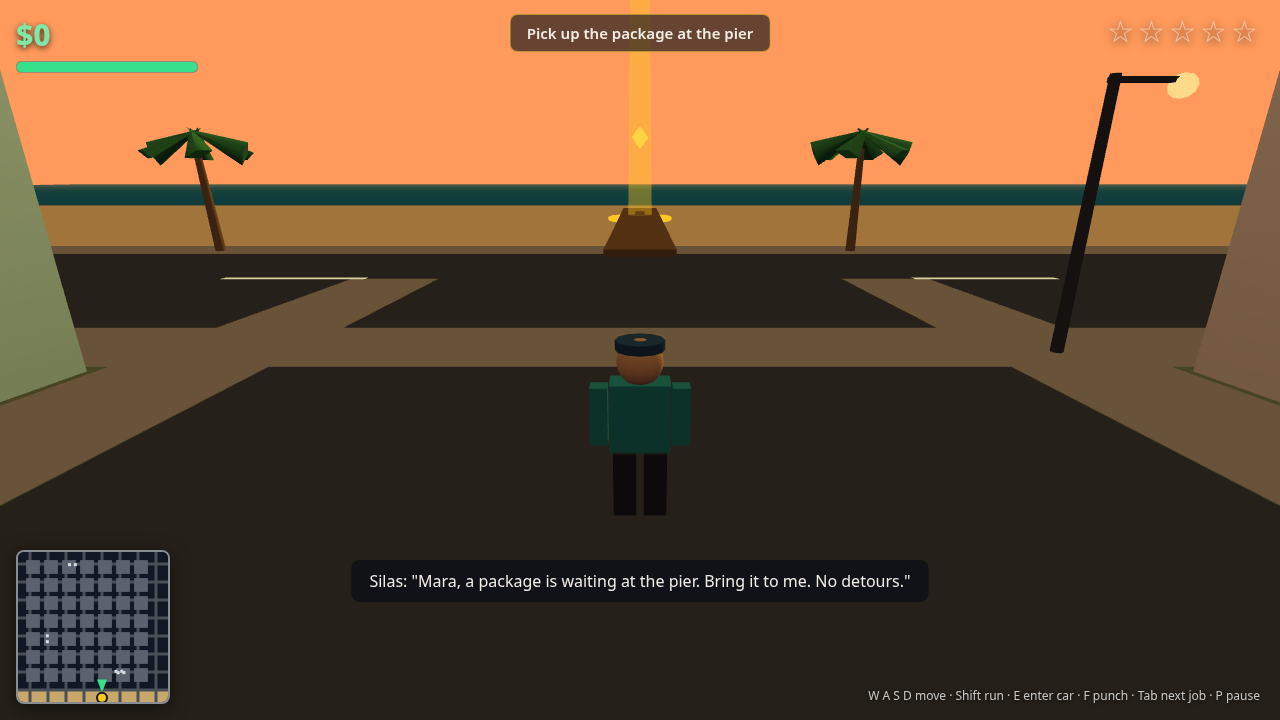 $0
Pick up the package at the pier
☆ ☆ ☆ ☆ ☆
Silas: "Mara, a package is waiting at the pier. Bring it to me. No detours."
W A S D move · Shift run · E enter car · F punch · Tab next job · P pause